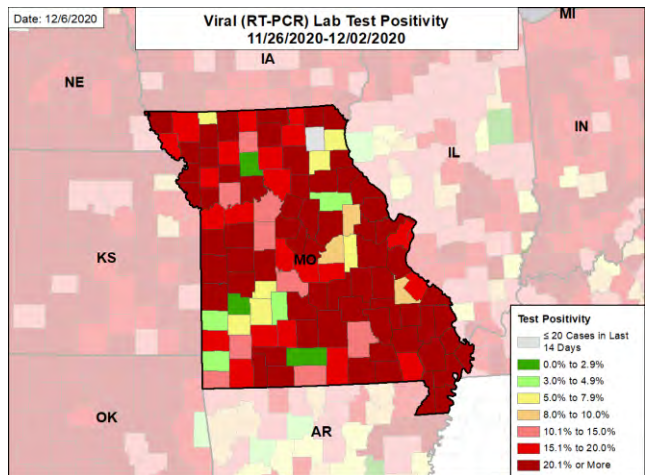 Date: 12/6/2020
Viral (RT-PCR) Lab Test Positivity
11/26/2020-12/02/2020
MI
IA
NE
IN
IL
KS
MO
OK
AR
Test Positivity
≤ 20 Cases in Last
14 Days
0.0% to 2.9%
3.0% to 4.9%
5.0% to 7.9%
8.0% to 10.0%
10.1% to 15.0%
15.1% to 20.0%
20.1% or More